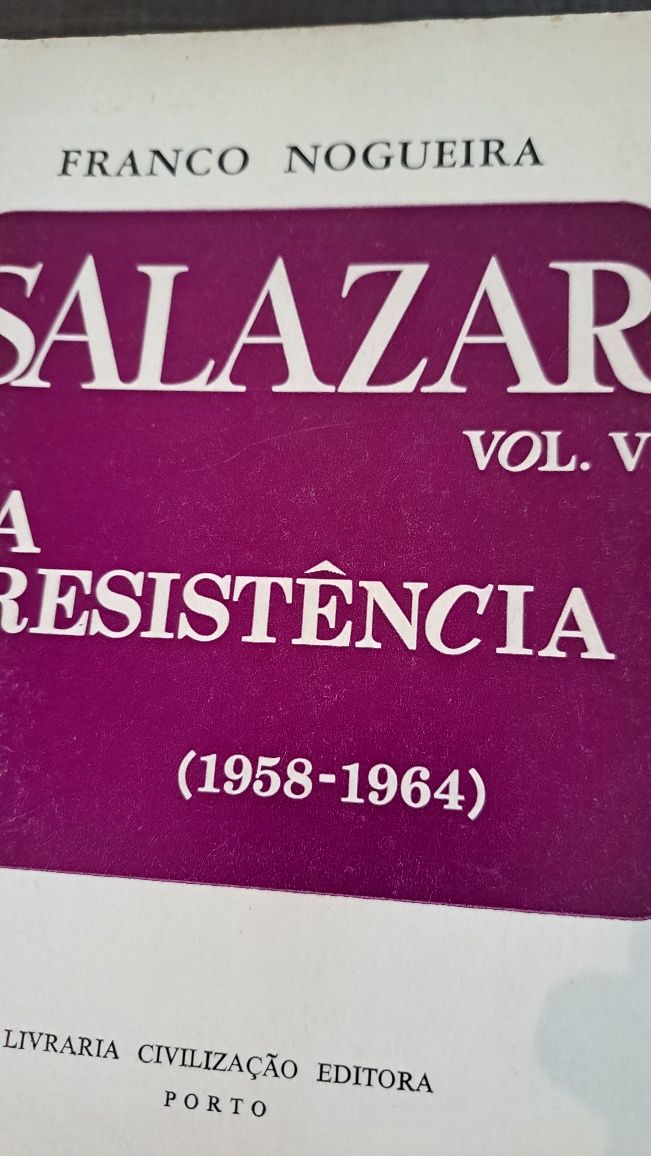 FRANCO NOGUEIRA
SALAZAR
VOL. V
A
RESISTÊNCIA
(1958-1964)
LIVRARIA CIVILIZAÇÃO EDITORA
PORTO